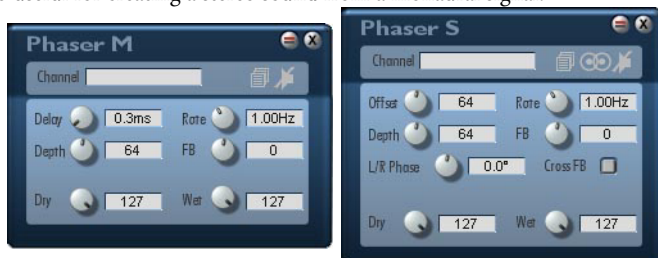 Phaser M
Channel
Delay 0.3ms Rate 1.00Hz
Depth 64 FB 0
Dry 127 Wet 127
Phaser S
Channel
Offset 64 Rate 1.00Hz
Depth 64 FB 0
L/R Phase 0.0° Cross FB
Dry 127 Wet 127